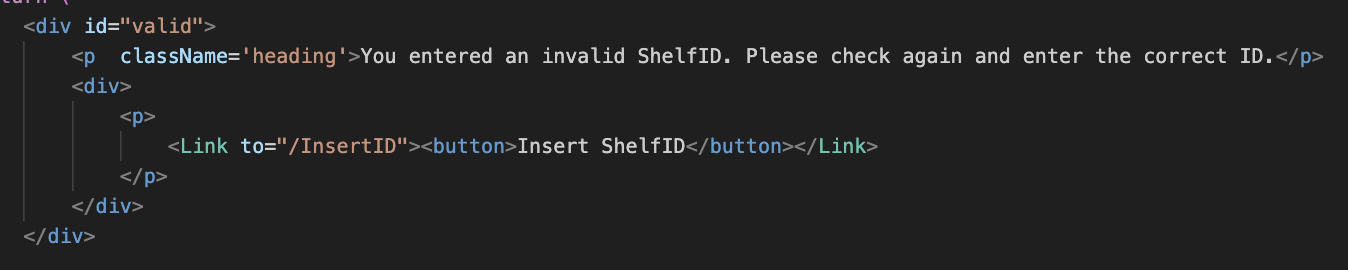 <div id="valid">
<p  className='heading'>You entered an invalid ShelfID. Please check again and enter the correct ID.</p>
<div>
<p>
<Link to="/InsertID"><button>Insert ShelfID</button></Link>
</p>
</div>
</div>